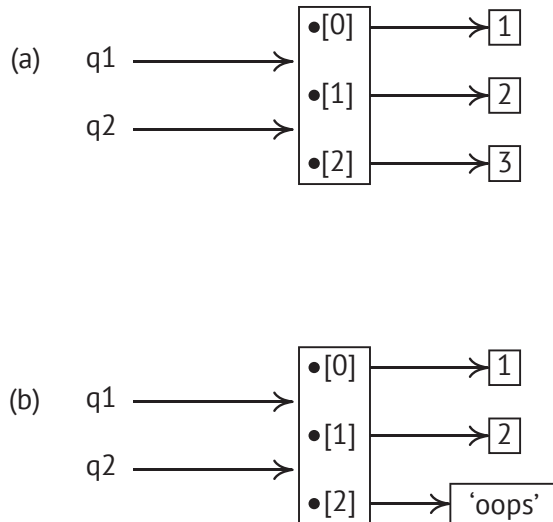 [0] 1
(a) q1
[1] 2
q2
[2] 3
[0] 1
(b) q1
[1] 2
q2
[2] ‘oops’